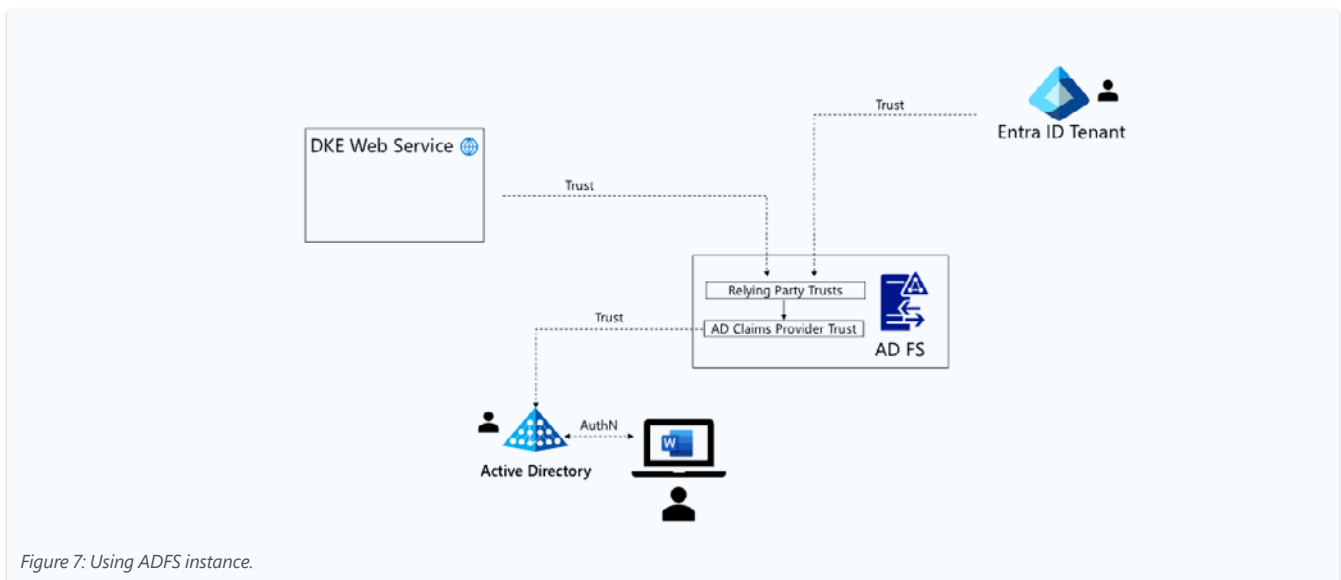 Trust
Entra ID Tenant
DKE Web Service
Trust
Relying Party Trusts
Trust
AD Claims Provider Trust
AD FS
AuthN
W
Active Directory
Figure 7: Using ADFS instance.